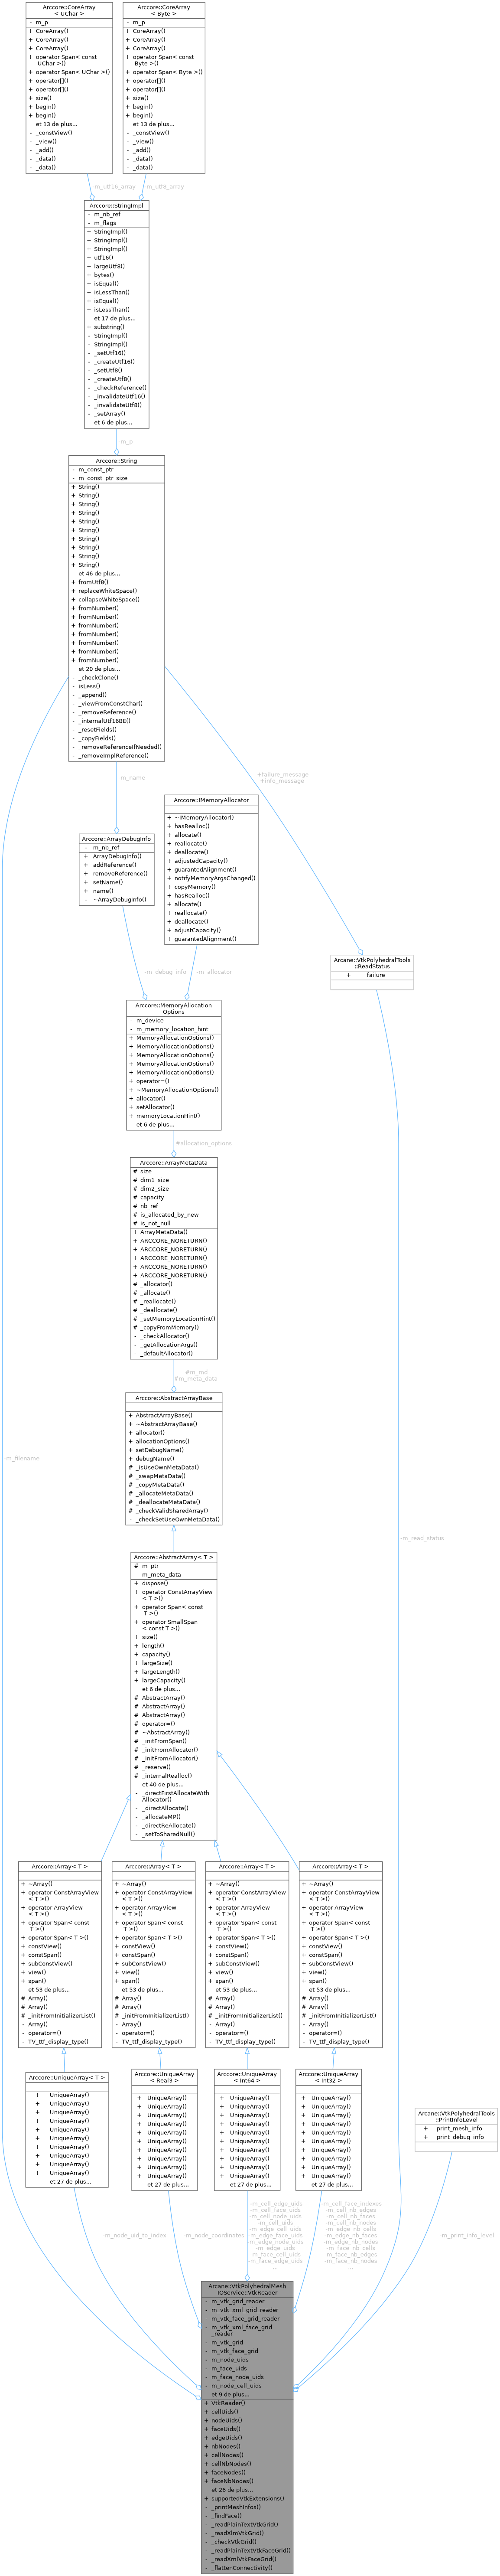 Arccore::CoreArray
< UChar >
- m_p
+ CoreArray()
+ CoreArray()
+ CoreArray()
+ operator Span< const
UChar >()
+ operator Span< UChar >()
+ operator[]()
+ operator[]()
+ size()
+ begin()
+ begin()
et 13 de plus...
- _constView()
- _view()
- _add()
- _data()
- _data()
Arccore::CoreArray
< Byte >
- m_p
+ CoreArray()
+ CoreArray()
+ CoreArray()
+ operator Span< const
Byte >()
+ operator Span< Byte >()
+ operator[]()
+ operator[]()
+ size()
+ begin()
+ begin()
et 13 de plus...
- _constView()
- _view()
- _add()
- _data()
- _data()
-m_utf16_array
-m_utf8_array
Arccore::StringImpl
- m_nb_ref
- m_flags
+ StringImpl()
+ StringImpl()
+ StringImpl()
+ utf16()
+ largeUtf8()
+ bytes()
+ isEqual()
+ isLessThan()
+ isEqual()
+ isLessThan()
et 17 de plus...
+ substring()
- StringImpl()
- StringImpl()
- _setUtf16()
- _createUtf16()
- _setUtf8()
- _createUtf8()
- _checkReference()
- _invalidateUtf16()
- _invalidateUtf8()
- _setArray()
et 6 de plus...
-m_p
Arccore::String
- m_const_ptr
- m_const_ptr_size
+ String()
+ String()
+ String()
+ String()
+ String()
+ String()
+ String()
+ String()
+ String()
+ String()
et 46 de plus...
+ fromUtf8()
+ replaceWhiteSpace()
+ collapseWhiteSpace()
+ fromNumber()
+ fromNumber()
+ fromNumber()
+ fromNumber()
+ fromNumber()
+ fromNumber()
+ fromNumber()
et 20 de plus...
- _checkClone()
- isLess()
- _append()
- _viewFromConstChar()
- _removeReference()
- _internalUtf16BE()
- _resetFields()
- _copyFields()
- _removeReferenceIfNeeded()
- _removeImplReference()
-m_name
+failure_message
+info_message
Arccore::ArrayDebugInfo
- m_nb_ref
+ ArrayDebugInfo()
+ addReference()
+ removeReference()
+ setName()
+ name()
- ~ArrayDebugInfo()
Arccore::IMemoryAllocator
+ ~IMemoryAllocator()
+ hasRealloc()
+ allocate()
+ reallocate()
+ deallocate()
+ adjustedCapacity()
+ guarantedAlignment()
+ notifyMemoryArgsChanged()
+ copyMemory()
+ hasRealloc()
+ allocate()
+ reallocate()
+ deallocate()
+ adjustCapacity()
+ guarantedAlignment()
Arcane::VtkPolyhedralTools
::ReadStatus
+ failure
-m_debug_info
-m_allocator
Arccore::MemoryAllocation
Options
- m_device
- m_memory_location_hint
+ MemoryAllocationOptions()
+ MemoryAllocationOptions()
+ MemoryAllocationOptions()
+ MemoryAllocationOptions()
+ MemoryAllocationOptions()
+ operator=()
+ ~MemoryAllocationOptions()
+ allocator()
+ setAllocator()
+ memoryLocationHint()
et 6 de plus...
#allocation_options
Arccore::ArrayMetaData
# size
# dim1_size
# dim2_size
# capacity
# nb_ref
# is_allocated_by_new
# is_not_null
+ ArrayMetaData()
+ ARCCORE_NORETURN()
+ ARCCORE_NORETURN()
+ ARCCORE_NORETURN()
+ ARCCORE_NORETURN()
+ ARCCORE_NORETURN()
# _allocator()
# _allocate()
# _reallocate()
# _deallocate()
# _setMemoryLocationHint()
# _copyFromMemory()
- _checkAllocator()
- _getAllocationArgs()
- _defaultAllocator()
#m_md
#m_meta_data
Arccore::AbstractArrayBase
+ AbstractArrayBase()
+ ~AbstractArrayBase()
+ allocator()
+ allocationOptions()
+ setDebugName()
+ debugName()
# _isUseOwnMetaData()
# _swapMetaData()
# _copyMetaData()
# _allocateMetaData()
# _deallocateMetaData()
# _checkValidSharedArray()
- _checkSetUseOwnMetaData()
-m_filename
-m_read_status
Arccore::AbstractArray< T >
# m_ptr
- m_meta_data
+ dispose()
+ operator ConstArrayView
< T >()
+ operator Span< const
T >()
+ operator SmallSpan
< const T >()
+ size()
+ length()
+ capacity()
+ largeSize()
+ largeLength()
+ largeCapacity()
et 6 de plus...
# AbstractArray()
# AbstractArray()
# AbstractArray()
# operator=()
# ~AbstractArray()
# _initFromSpan()
# _initFromAllocator()
# _initFromAllocator()
# _reserve()
# _internalRealloc()
et 40 de plus...
- _directFirstAllocateWith
Allocator()
- _directAllocate()
- _allocateMP()
- _directReAllocate()
- _setToSharedNull()
Arccore::Array< T >
+ ~Array()
+ operator ConstArrayView
< T >()
+ operator ArrayView
< T >()
+ operator Span< const
T >()
+ operator Span< T >()
+ constView()
+ constSpan()
+ subConstView()
+ view()
+ span()
et 53 de plus...
# Array()
# Array()
# _initFromInitializerList()
- Array()
- operator=()
- TV_ttf_display_type()
Arccore::Array< T >
+ ~Array()
+ operator ConstArrayView
< T >()
+ operator ArrayView
< T >()
+ operator Span< const
T >()
+ operator Span< T >()
+ constView()
+ constSpan()
+ subConstView()
+ view()
+ span()
et 53 de plus...
# Array()
# Array()
# _initFromInitializerList()
- Array()
- operator=()
- TV_ttf_display_type()
Arccore::Array< T >
+ ~Array()
+ operator ConstArrayView
< T >()
+ operator ArrayView
< T >()
+ operator Span< const
T >()
+ operator Span< T >()
+ constView()
+ constSpan()
+ subConstView()
+ view()
+ span()
et 53 de plus...
# Array()
# Array()
# _initFromInitializerList()
- Array()
- operator=()
- TV_ttf_display_type()
Arccore::Array< T >
+ ~Array()
+ operator ConstArrayView
< T >()
+ operator ArrayView
< T >()
+ operator Span< const
T >()
+ operator Span< T >()
+ constView()
+ constSpan()
+ subConstView()
+ view()
+ span()
et 53 de plus...
# Array()
# Array()
# _initFromInitializerList()
- Array()
- operator=()
- TV_ttf_display_type()
Arccore::UniqueArray< T >
+ UniqueArray()
+ UniqueArray()
+ UniqueArray()
+ UniqueArray()
+ UniqueArray()
+ UniqueArray()
+ UniqueArray()
+ UniqueArray()
+ UniqueArray()
+ UniqueArray()
et 27 de plus...
Arccore::UniqueArray
< Real3 >
+ UniqueArray()
+ UniqueArray()
+ UniqueArray()
+ UniqueArray()
+ UniqueArray()
+ UniqueArray()
+ UniqueArray()
+ UniqueArray()
+ UniqueArray()
+ UniqueArray()
et 27 de plus...
Arccore::UniqueArray
< Int64 >
+ UniqueArray()
+ UniqueArray()
+ UniqueArray()
+ UniqueArray()
+ UniqueArray()
+ UniqueArray()
+ UniqueArray()
+ UniqueArray()
+ UniqueArray()
+ UniqueArray()
et 27 de plus...
Arccore::UniqueArray
< Int32 >
+ UniqueArray()
+ UniqueArray()
+ UniqueArray()
+ UniqueArray()
+ UniqueArray()
+ UniqueArray()
+ UniqueArray()
+ UniqueArray()
+ UniqueArray()
+ UniqueArray()
et 27 de plus...
Arcane::VtkPolyhedralTools
::PrintInfoLevel
+ print_mesh_info
+ print_debug_info
-m_node_uid_to_index
-m_node_coordinates
-m_cell_edge_uids
-m_cell_face_uids
-m_cell_node_uids
-m_cell_uids
-m_edge_cell_uids
-m_edge_face_uids
-m_edge_node_uids
-m_edge_uids
-m_face_cell_uids
-m_face_edge_uids
...
-m_cell_face_indexes
-m_cell_nb_edges
-m_cell_nb_faces
-m_cell_nb_nodes
-m_edge_nb_cells
-m_edge_nb_faces
-m_edge_nb_nodes
-m_face_nb_cells
-m_face_nb_edges
-m_face_nb_nodes
...
-m_print_info_level
Arcane::VtkPolyhedralMesh
IOService::VtkReader
- m_vtk_grid_reader
- m_vtk_xml_grid_reader
- m_vtk_face_grid_reader
- m_vtk_xml_face_grid
_reader
- m_vtk_grid
- m_vtk_face_grid
- m_node_uids
- m_face_uids
- m_face_node_uids
- m_node_cell_uids
et 9 de plus...
+ VtkReader()
+ cellUids()
+ nodeUids()
+ faceUids()
+ edgeUids()
+ nbNodes()
+ cellNodes()
+ cellNbNodes()
+ faceNodes()
+ faceNbNodes()
et 26 de plus...
+ supportedVtkExtensions()
- _printMeshInfos()
- _findFace()
- _readPlainTextVtkGrid()
- _readXlmVtkGrid()
- _checkVtkGrid()
- _readPlainTextVtkFaceGrid()
- _readXmlVtkFaceGrid()
- _flattenConnectivity()